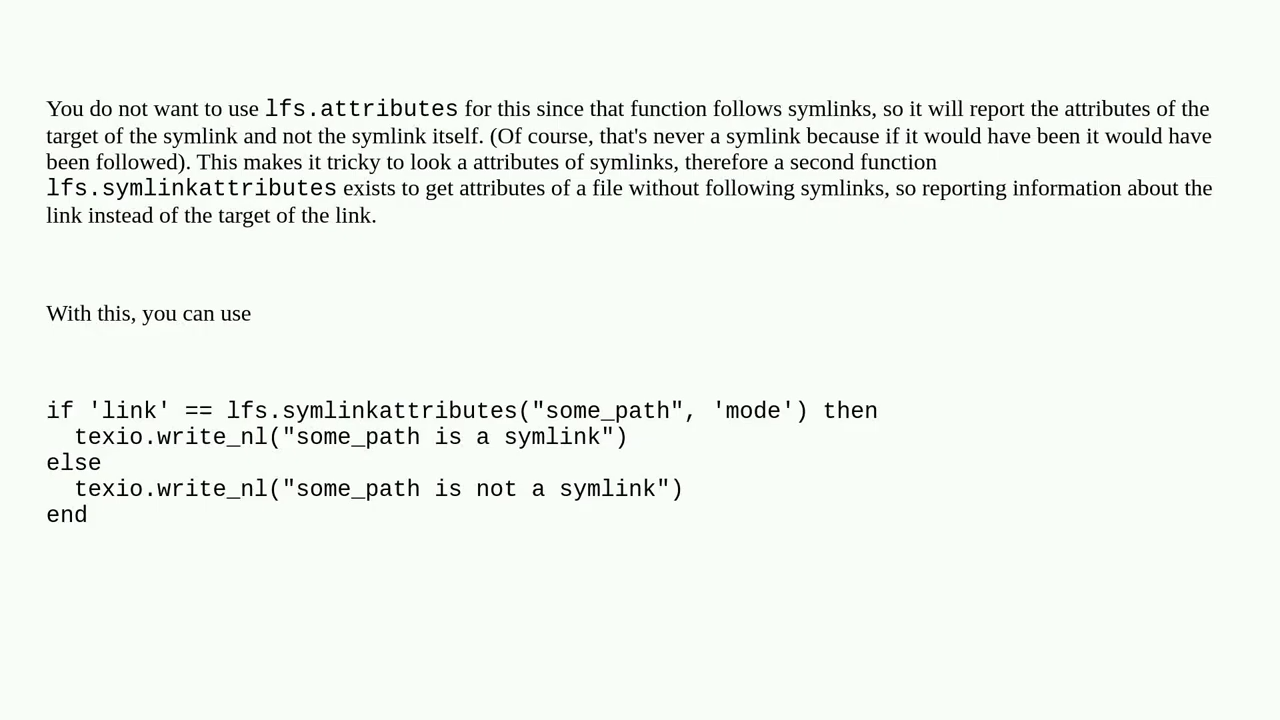 You do not want to use lfs.attributes for this since that function follows symlinks, so it will report the attributes of the
target of the symlink and not the symlink itself. (Of course, that's never a symlink because if it would have been it would have
been followed). This makes it tricky to look a attributes of symlinks, therefore a second function
lfs.symlinkattributes exists to get attributes of a file without following symlinks, so reporting information about the
link instead of the target of the link.
With this, you can use
if 'link' == lfs.symlinkattributes("some_path", 'mode') then
  texio.write_nl("some_path is a symlink")
else
  texio.write_nl("some_path is not a symlink")
end